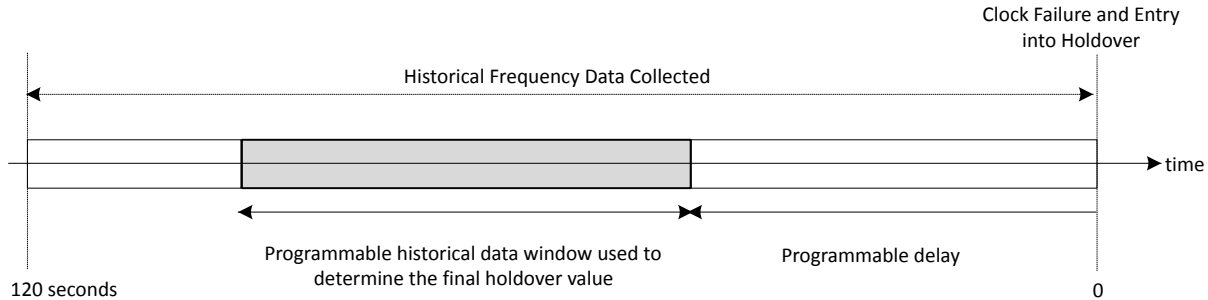 Clock Failure and Entry
into Holdover
Historical Frequency Data Collected
time
Programmable historical data window used to
determine the final holdover value
Programmable delay
120 seconds
0